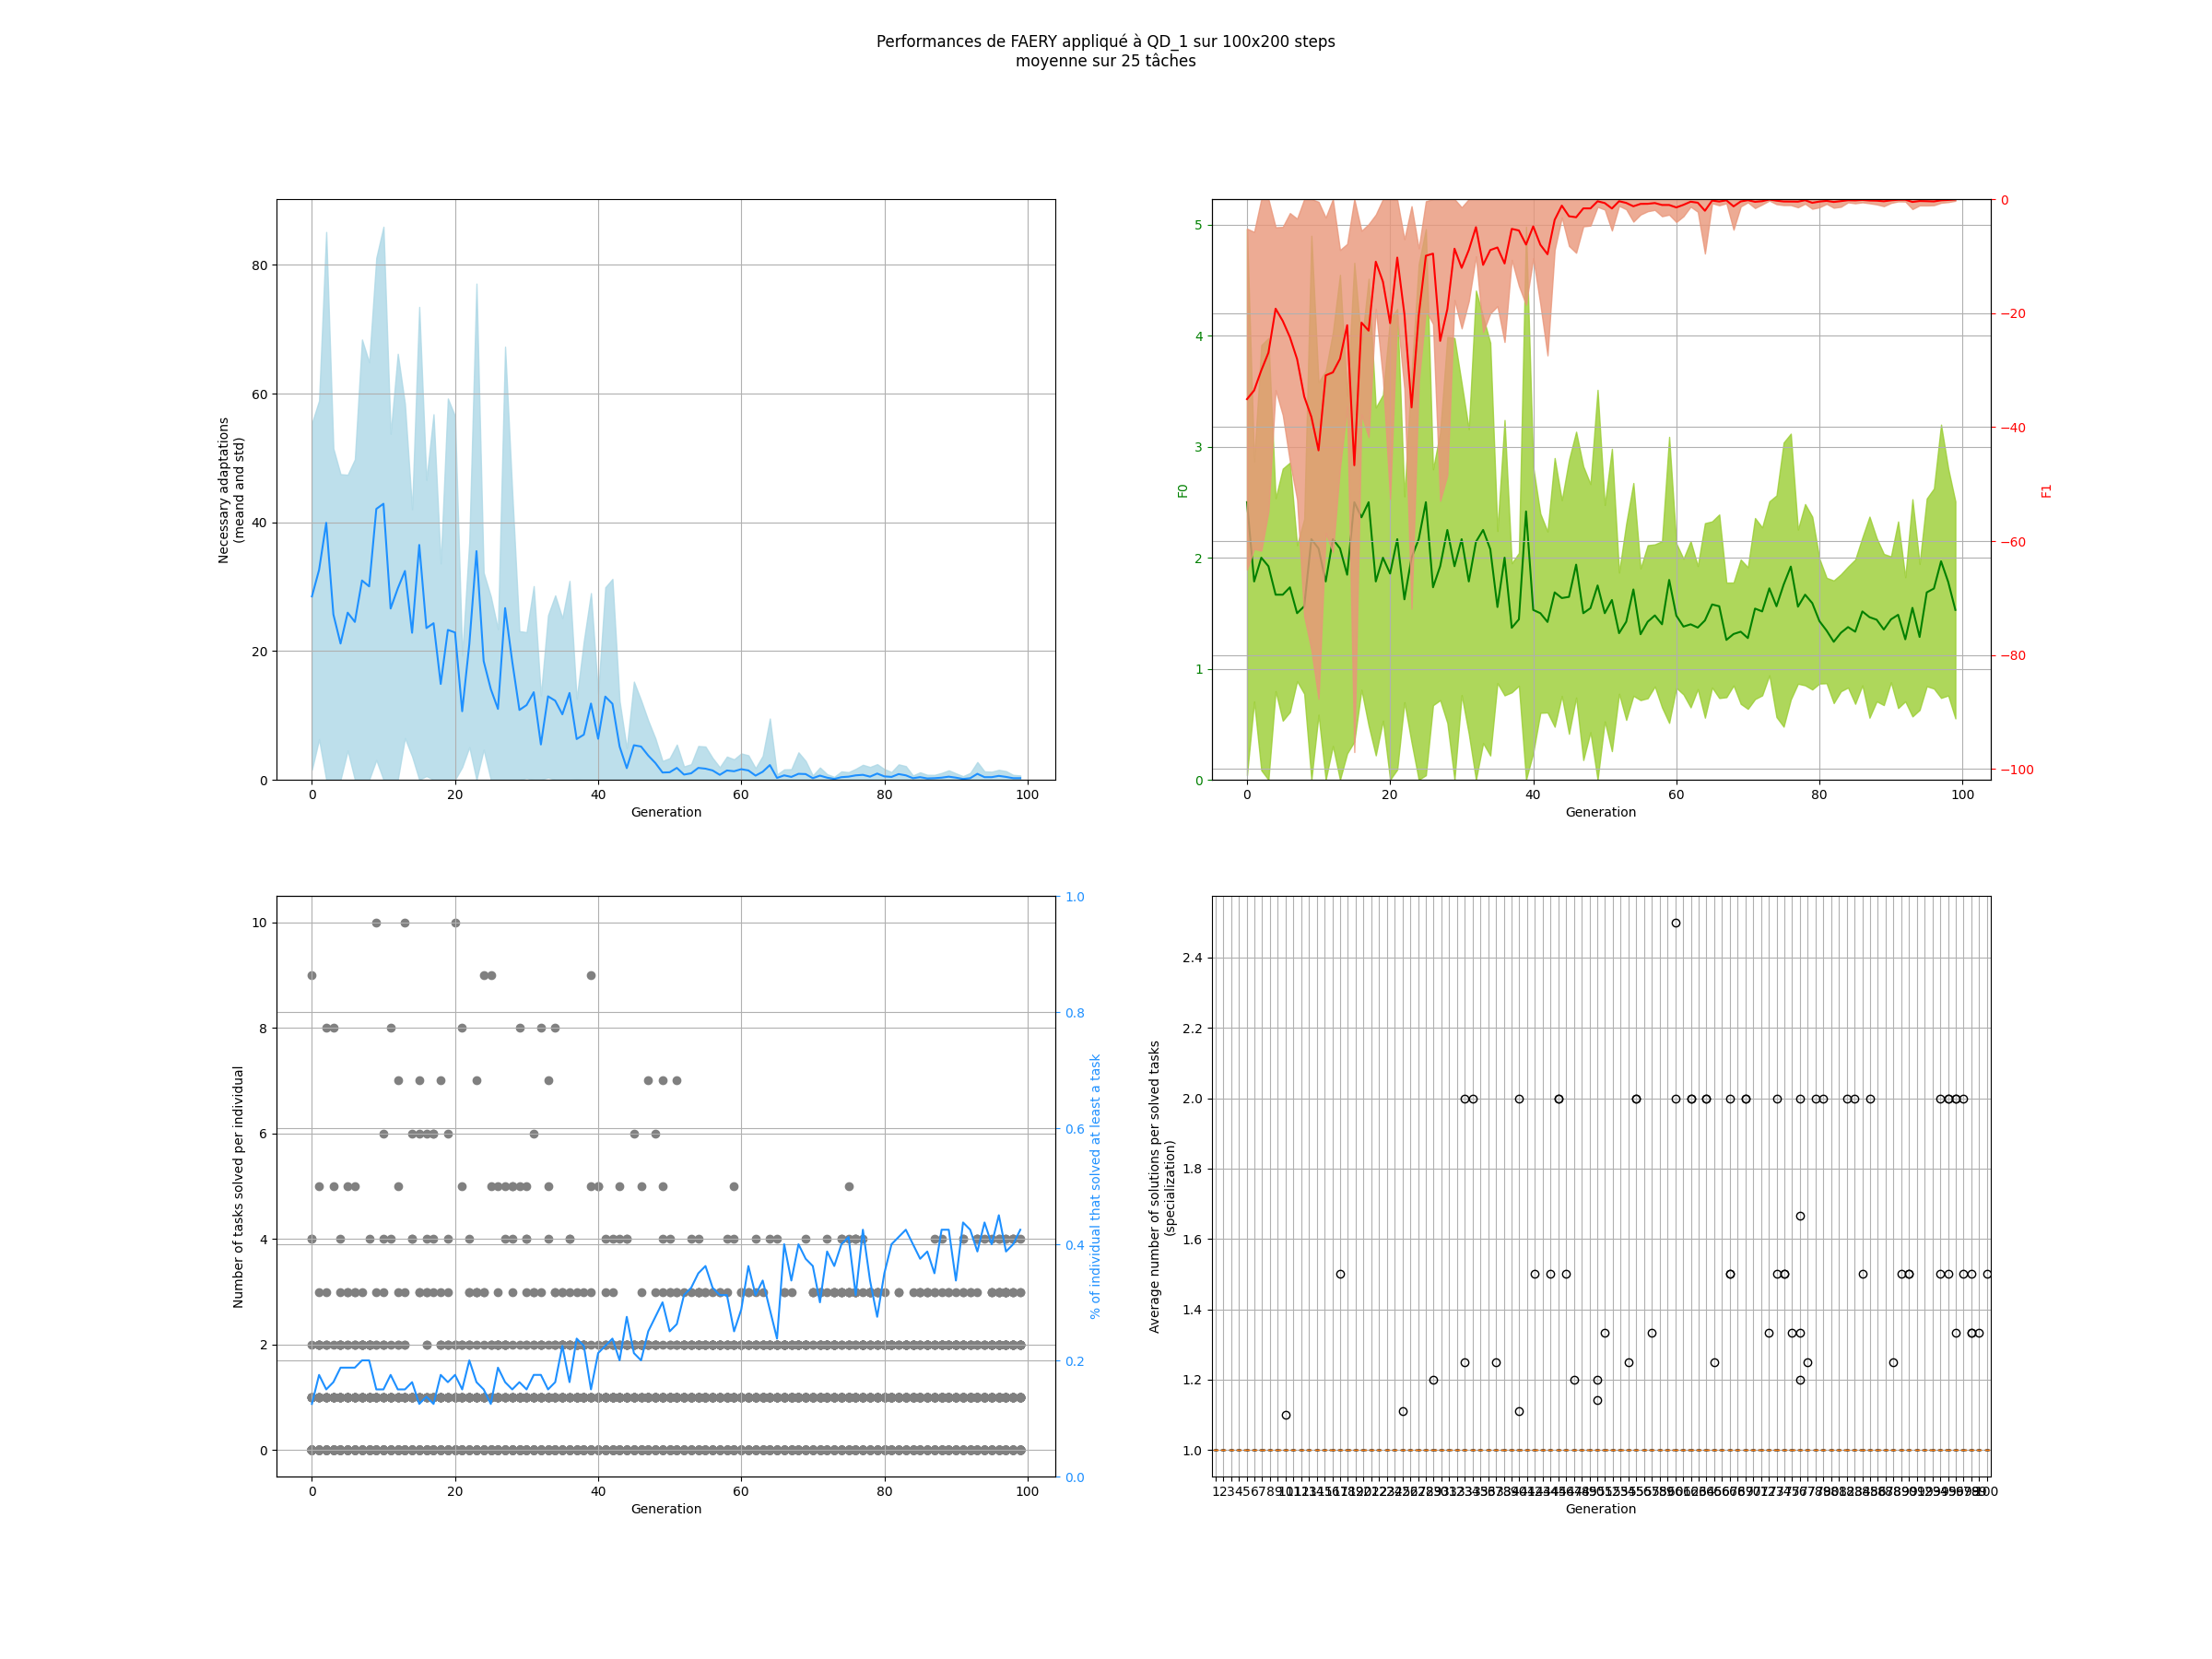 Performances de FAERY appliqué à QD_1 sur 100x200 steps
moyenne sur 25 tâches
Necessary adaptations
(meand and std)
80
60
40
20
0
0 20 40 60 80 100
Generation
F0
5
4
3
2
1
0
0
−20
−40
−60
−80
−100
F1
0 20 40 60 80 100
Generation
Number of tasks solved per individual
10
8
6
4
2
0
1.0
0.8
0.6
0.4
0.2
0.0
% of individual that solved at least a task
0 20 40 60 80 100
Generation
Average number of solutions per solved tasks
(specialization)
2.4
2.2
2.0
1.8
1.6
1.4
1.2
1.0
Generation